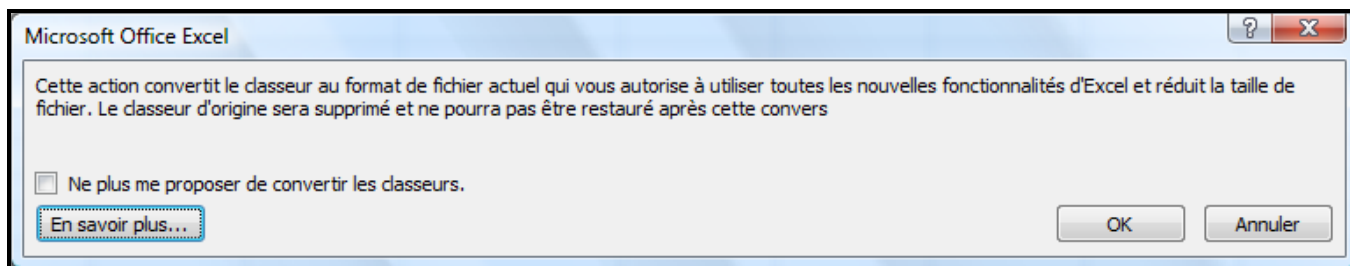 Microsoft Office Excel
Cette action convertit le classeur au format de fichier actuel qui vous autorise à utiliser toutes les nouvelles fonctionnalités d'Excel et réduit la taille de
fichier. Le classeur d'origine sera supprimé et ne pourra pas être restauré après cette convers
Ne plus me proposer de convertir les classeurs.
En savoir plus...
OK
Annuler